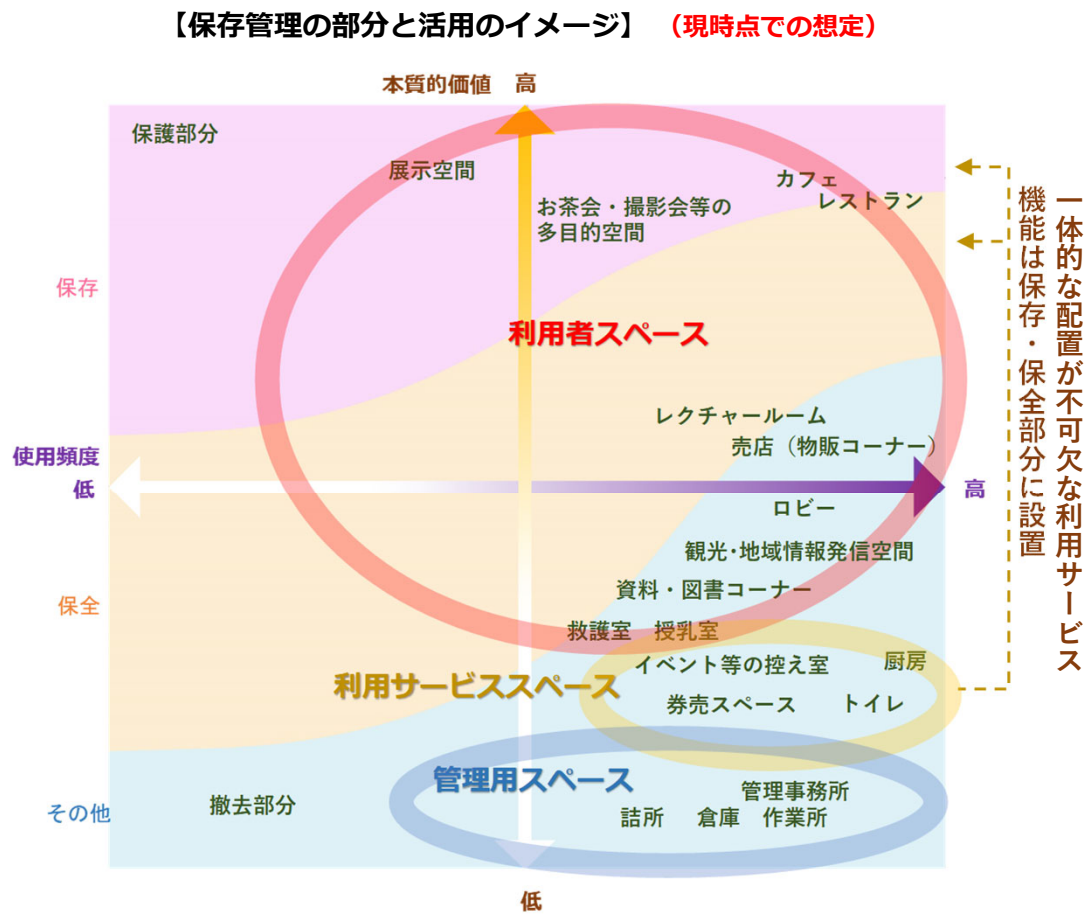 【保存管理の部分と活用のイメージ】 （現時点での想定）
本質的価値 高
保護部分
展示空間
カフェ
レストラン
お茶会・撮影会等の
多目的空間
保存
利用者スペース
レクチャールーム
売店（物販コーナー）
使用頻度
低
高
ロビー
観光･地域情報発信空間
資料・図書コーナー
保全
救護室 授乳室
イベント等の控え室
厨房
利用サービススペース
券売スペース
トイレ
管理用スペース
管理事務所
その他
撤去部分
詰所 倉庫 作業所
低
一体的な配置が不可欠な利用サービス
機能は保存・保全部分に設置